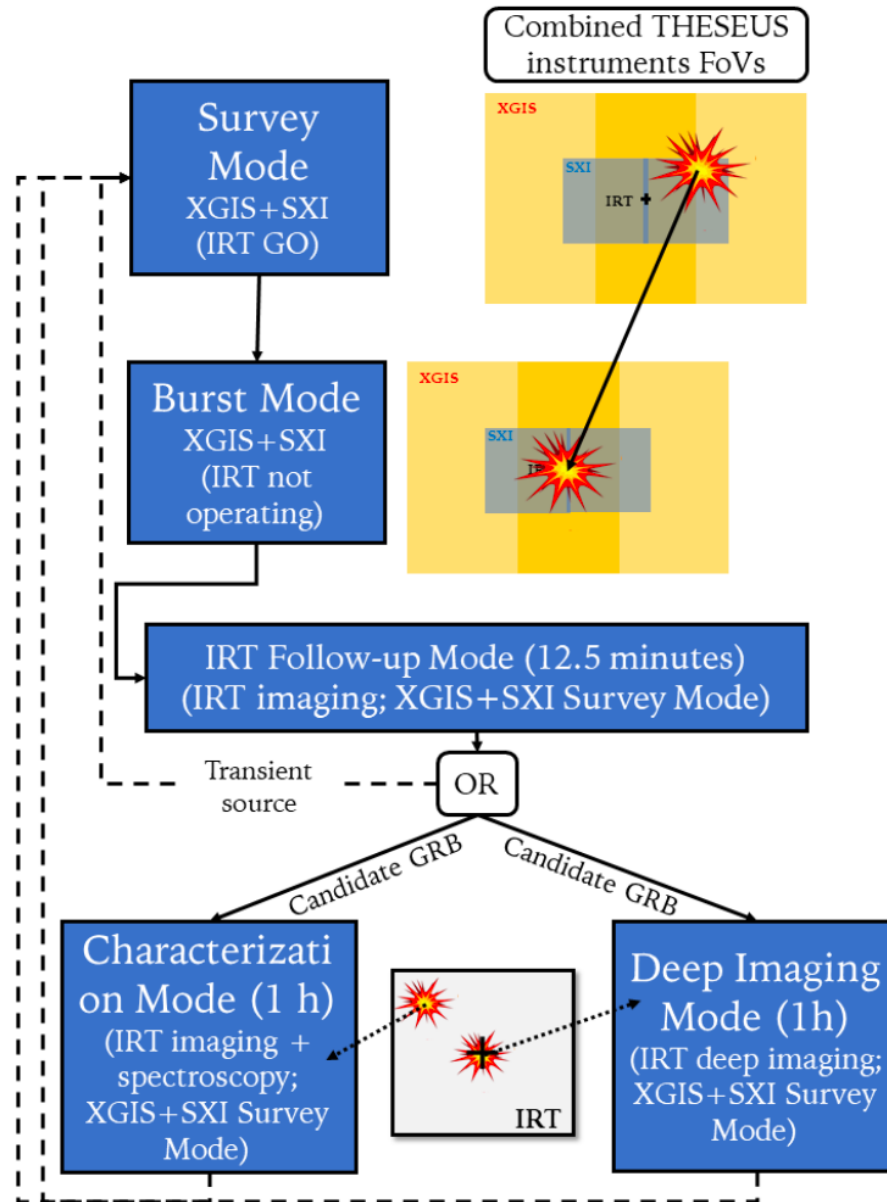 Combined THESEUS
instruments FoVs
Survey
Mode
XGIS+SXI
(IRT GO)
XGIS
SXI
IRT
Burst Mode
XGIS+SXI
(IRT not
operating)
XGIS
SXI
IRT Follow-up Mode (12.5 minutes)
(IRT imaging; XGIS+SXI Survey Mode)
Transient
source
OR
Candidate GRB
Candidate GRB
Characterizati
on Mode (1 h)
(IRT imaging +
spectroscopy;
XGIS+SXI Survey
Mode)
IRT
Deep Imaging
Mode (1h)
(IRT deep imaging;
XGIS+SXI Survey
Mode)